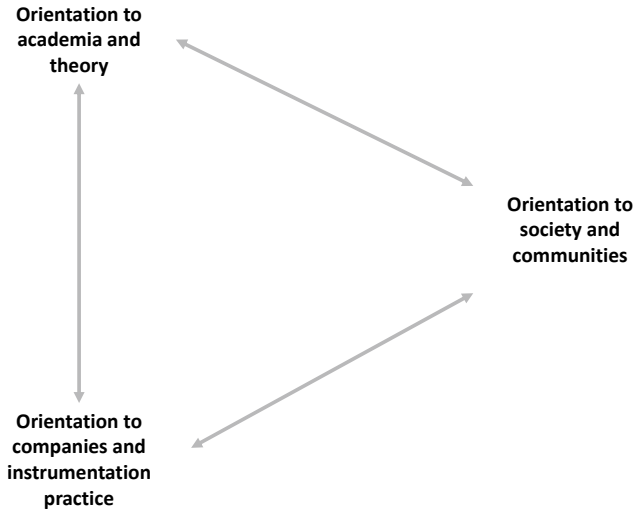 Orientation to
academia and
theory
Orientation to
society and
communities
Orientation to
companies and
instrumentation
practice